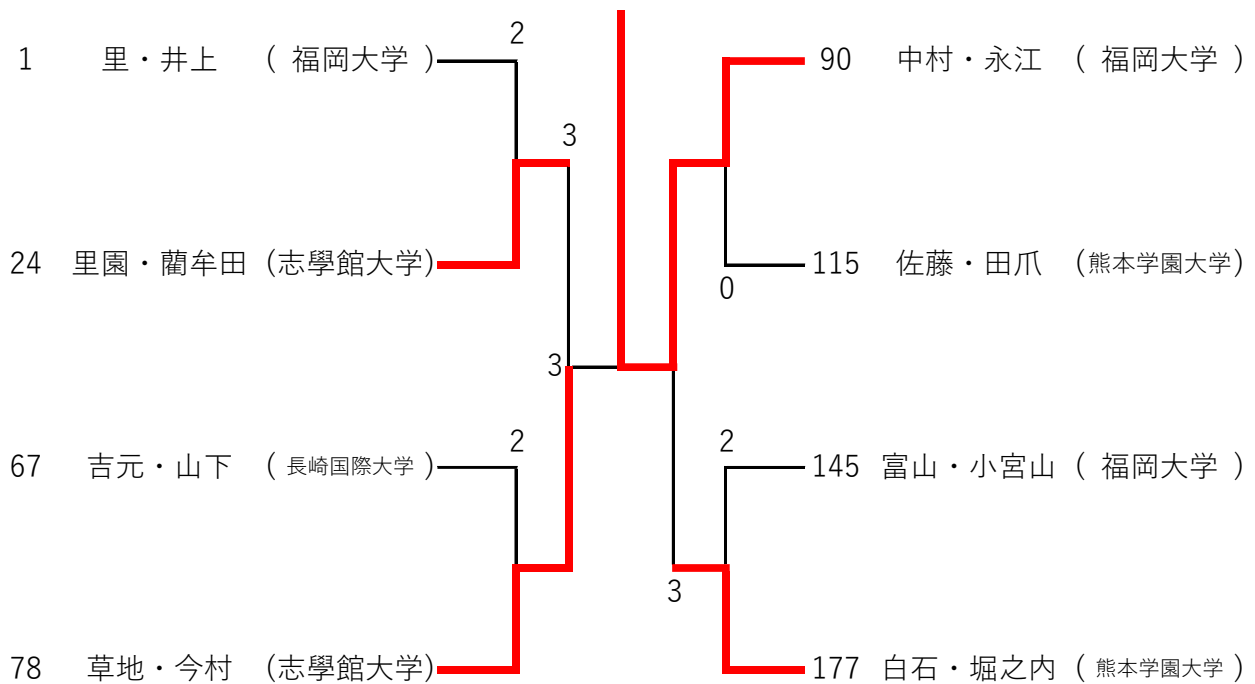 2
1 里・井上 ( 福岡大学 )
90 中村・永江 ( 福岡大学 )
3
24 里園・藺牟田 (志學館大学)
115 佐藤・田爪 (熊本学園大学)
0
3
2
2
67 吉元・山下 ( 長崎国際大学 )
145 富山・小宮山 ( 福岡大学 )
3
78 草地・今村 (志學館大学)
177 白石・堀之内 ( 熊本学園大学 )